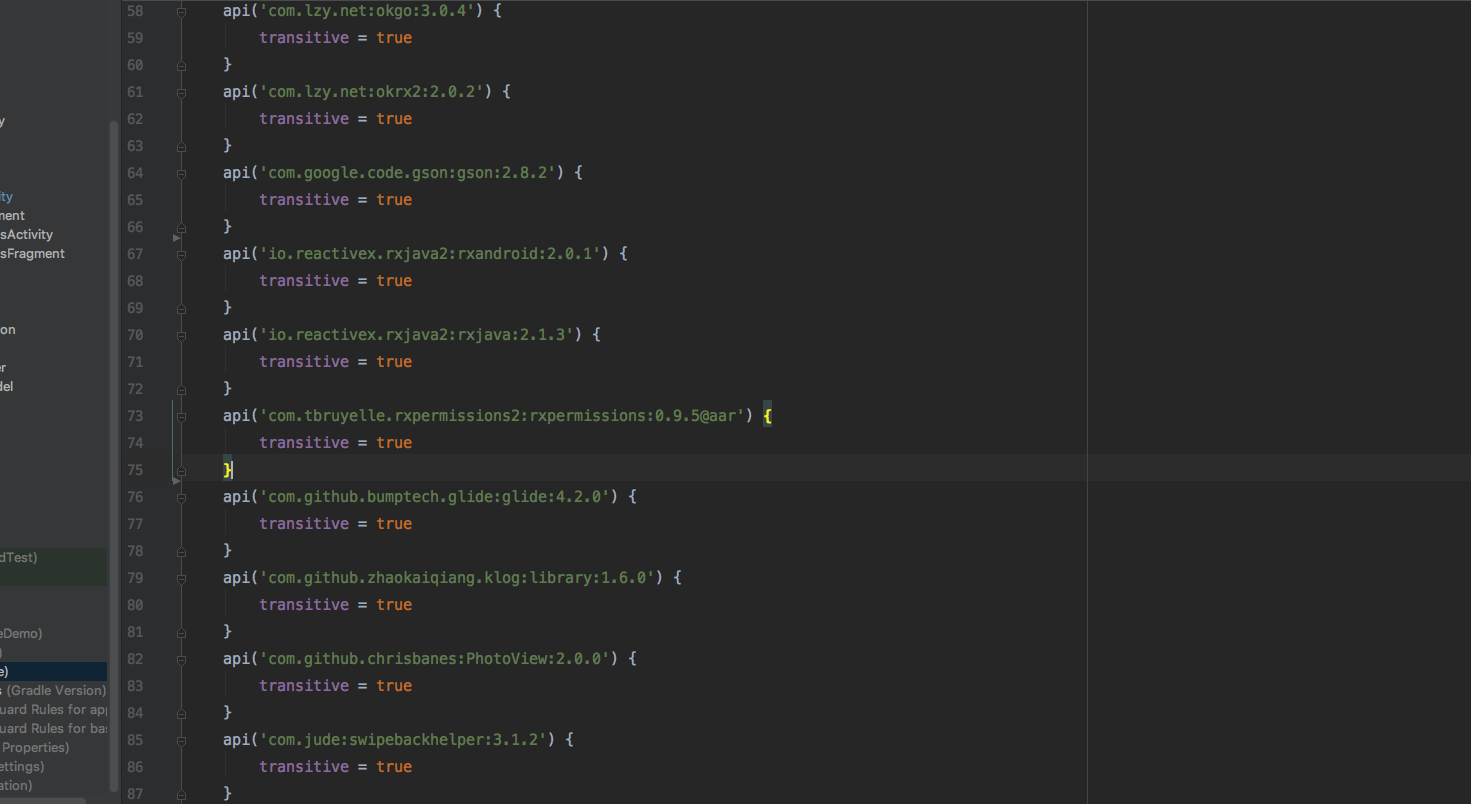 58 api('com.lzy.net:okgo:3.0.4') {
59 transitive = true
60 }
61 api('com.lzy.net:okrx2:2.0.2') {
62 transitive = true
63 }
64 api('com.google.code.gson:gson:2.8.2') {
65 transitive = true
66 }
67 api('io.reactivex.rxjava2:rxandroid:2.0.1') {
68 transitive = true
69 }
70 api('io.reactivex.rxjava2:rxjava:2.1.3') {
71 transitive = true
72 }
73 api('com.tbruyelle.rxpermissions2:rxpermissions:0.9.5@aar') {
74 transitive = true
75 }
76 api('com.github.bumptech.glide:glide:4.2.0') {
77 transitive = true
78 }
79 api('com.github.zhaokaiqiang.klog:library:1.6.0') {
80 transitive = true
81 }
82 api('com.github.chrisbanes:PhotoView:2.0.0') {
83 transitive = true
84 }
85 api('com.jude:swipebackhelper:3.1.2') {
86 transitive = true
87 }
y
ity
ment
sActivity
sFragment
on
er
del
dTest)
eDemo)
)
e)
s (Gradle Version)
uard Rules for app
uard Rules for bas
Properties)
ettings)
ation)